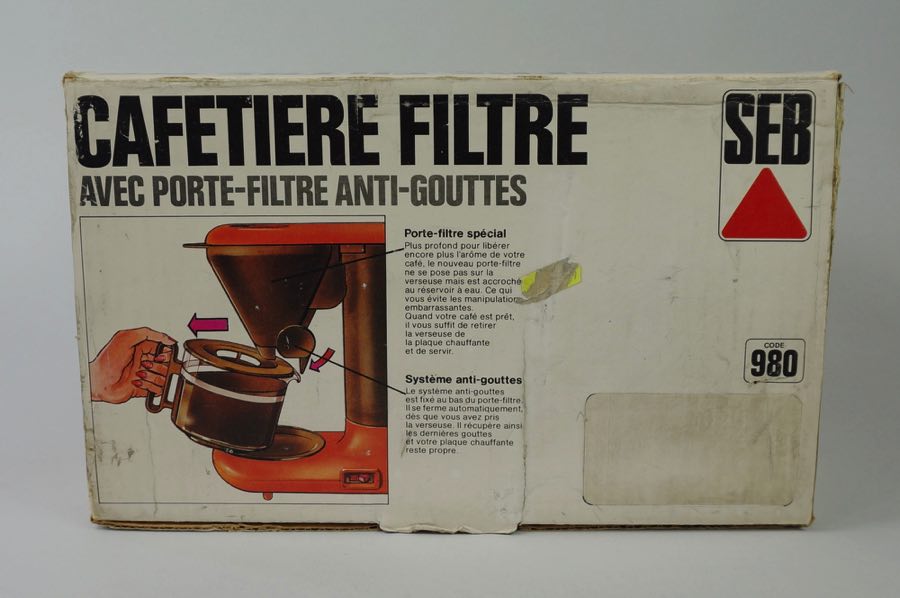 CAFETIERE FILTRE
AVEC PORTE-FILTRE ANTI-GOUTTES
SEB
Porte-filtre spécial
Plus profond pour libérer
encore plus l'arôme de votre
café, le nouveau porte-filtre
ne se pose pas sur la
verseuse mais est accroché
au réservoir à eau. Ce qui
vous évite les manipulation
embarrassantes.
Quand votre café est prêt,
il vous suffit de retirer
la verseuse de
la plaque chauffante
et de servir.
Système anti-gouttes
Le système anti-gouttes
est fixé au bas du porte-filtre.
Il se ferme automatiquement,
dès que vous avez pris
la verseuse. Il récupère ainsi
les dernières gouttes
et votre plaque chauffante
reste propre.
CODE
980